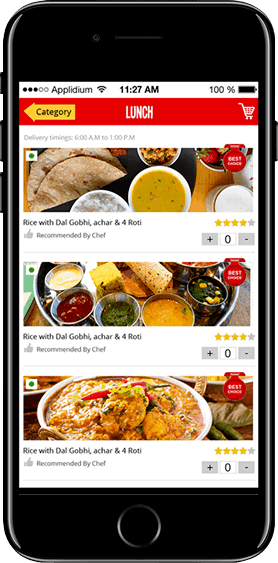 Applidium 11:27 AM 100 %
Category LUNCH
Delivery timings: 6:00 A.M to 1:00 P.M
BEST CHOICE
Rice with Dal Gobhi, achar & 4 Roti
Recommended By Chef
+ 0 -
BEST CHOICE
Rice with Dal Gobhi, achar & 4 Roti
Recommended By Chef
+ 0 -
BEST CHOICE
Rice with Dal Gobhi, achar & 4 Roti
Recommended By Chef
+ 0 -